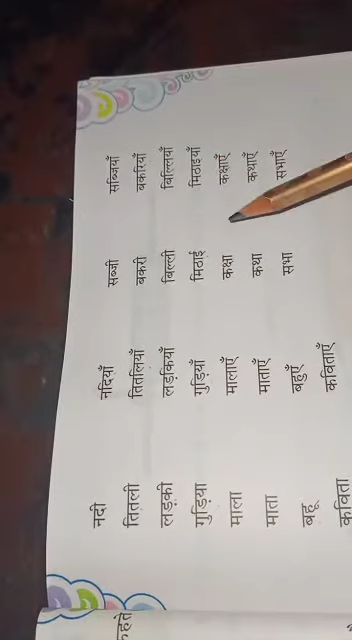 नदी नदियाँ सब्जी सब्जियाँ
तितली तितलियाँ बकरी बकरियाँ
लड़की लड़कियाँ बिल्ली बिल्लियाँ
गुड़िया गुड़ियाँ मिठाई मिठाइयाँ
माला मालाएँ कक्षा कक्षाएँ
माता माताएँ कथा कथाएँ
बहू बहुएँ सभा सभाएँ
कविता कविताएँ